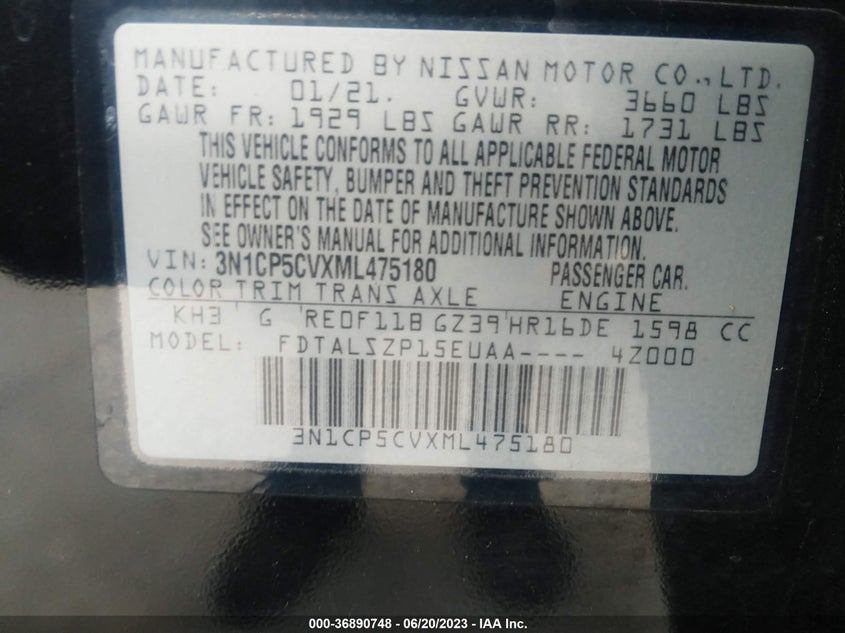 MANUFACTURED BY NISSAN MOTOR CO., LTD.
DATE: 01/21. GVWR: 3660 LBS
GAWR FR: 1929 LBS GAWR RR: 1731 LBS
THIS VEHICLE CONFORMS TO ALL APPLICABLE FEDERAL MOTOR
VEHICLE SAFETY, BUMPER AND THEFT PREVENTION STANDARDS
IN EFFECT ON THE DATE OF MANUFACTURE SHOWN ABOVE.
SEE OWNER'S MANUAL FOR ADDITIONAL INFORMATION.
VIN: 3N1CP5CVXML475180 PASSENGER CAR.
COLOR TRIM TRANS AXLE ENGINE
KH3 G RE0F11B GZ39 HR16DE 1598 CC
MODEL: FDTALSZP15EUAA---- 4Z000
3N1CP5CVXML475180
000-36890748 - 06/20/2023 - IAA Inc.